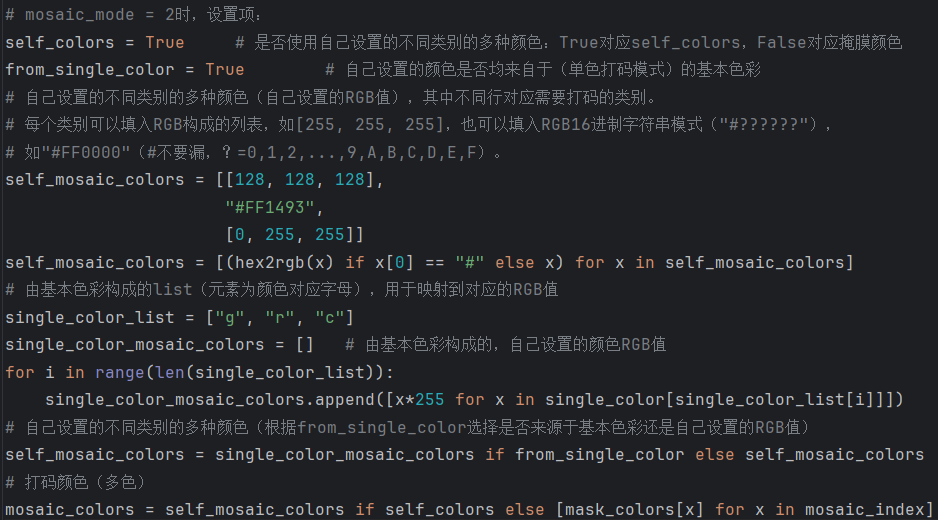 # mosaic_mode = 2时，设置项：
self_colors = True     # 是否使用自己设置的不同类别的多种颜色：True对应self_colors，False对应掩膜颜色
from_single_color = True        # 自己设置的颜色是否均来自于（单色打码模式）的基本色彩
# 自己设置的不同类别的多种颜色（自己设置的RGB值），其中不同行对应需要打码的类别。
# 每个类别可以填入RGB构成的列表，如[255, 255, 255]，也可以填入RGB16进制字符串模式（"#??????"），
# 如"#FF0000"（#不要漏，？=0,1,2,...,9,A,B,C,D,E,F）。
self_mosaic_colors = [[128, 128, 128],
                      "#FF1493",
                      [0, 255, 255]]
self_mosaic_colors = [(hex2rgb(x) if x[0] == "#" else x) for x in self_mosaic_colors]
# 由基本色彩构成的list（元素为颜色对应字母），用于映射到对应的RGB值
single_color_list = ["g", "r", "c"]
single_color_mosaic_colors = []   # 由基本色彩构成的，自己设置的颜色RGB值
for i in range(len(single_color_list)):
    single_color_mosaic_colors.append([x*255 for x in single_color[single_color_list[i]]])
# 自己设置的不同类别的多种颜色（根据from_single_color选择是否来源于基本色彩还是自己设置的RGB值）
self_mosaic_colors = single_color_mosaic_colors if from_single_color else self_mosaic_colors
# 打码颜色（多色）
mosaic_colors = self_mosaic_colors if self_colors else [mask_colors[x] for x in mosaic_index]